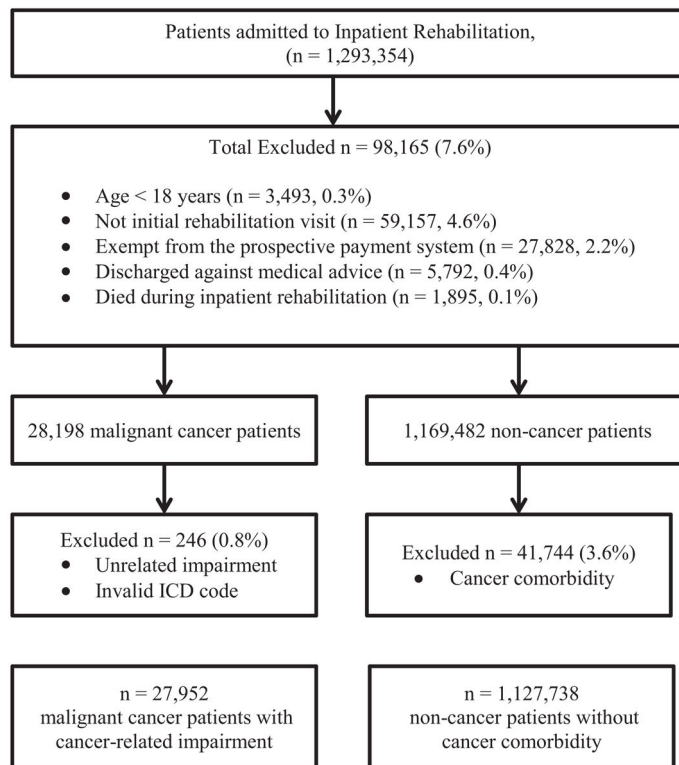 Patients admitted to Inpatient Rehabilitation,
(n = 1,293,354)
Total Excluded n = 98,165 (7.6%)
• Age < 18 years (n = 3,493, 0.3%)
• Not initial rehabilitation visit (n = 59,157, 4.6%)
• Exempt from the prospective payment system (n = 27,828, 2.2%)
• Discharged against medical advice (n = 5,792, 0.4%)
• Died during inpatient rehabilitation (n = 1,895, 0.1%)
28,198 malignant cancer patients
1,169,482 non-cancer patients
Excluded n = 246 (0.8%)
• Unrelated impairment
• Invalid ICD code
Excluded n = 41,744 (3.6%)
• Cancer comorbidity
n = 27,952
malignant cancer patients with
cancer-related impairment
n = 1,127,738
non-cancer patients without
cancer comorbidity